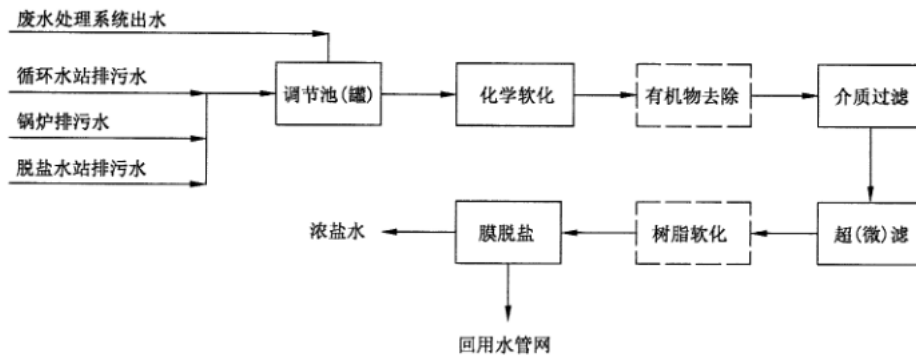 废水处理系统出水
循环水站排污水
锅炉排污水
脱盐水站排污水
调节池(罐)
化学软化
有机物去除
介质过滤
浓盐水
膜脱盐
树脂软化
超(微)滤
回用水管网